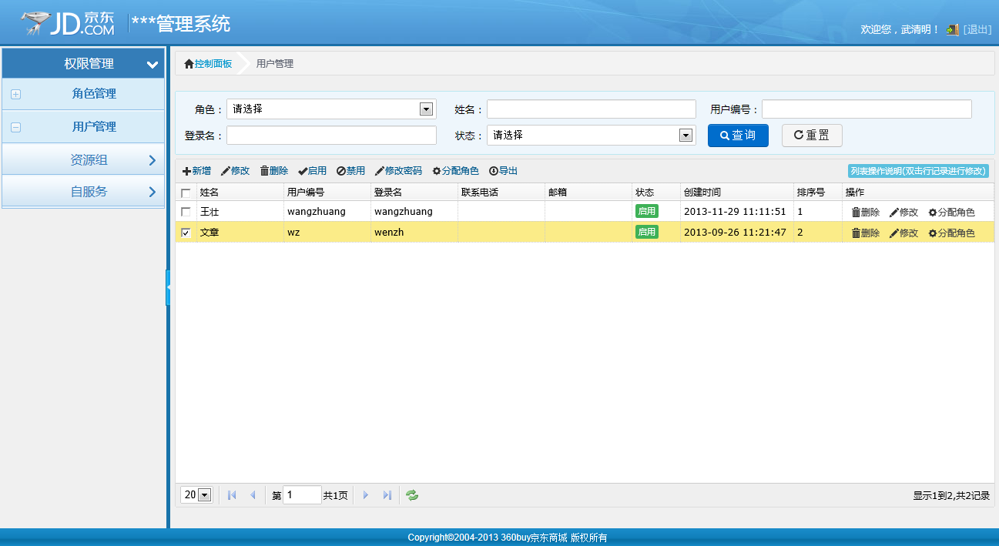 JD.京东.COM ***管理系统
欢迎您，武清明！ [退出]
权限管理
角色管理
用户管理
资源组
自服务
控制面板 用户管理
角色： 请选择 姓名： 用户编号：
登录名： 状态： 请选择 查询 重置
新增 修改 删除 启用 禁用 修改密码 分配角色 导出 列表操作说明(双击行记录进行修改)
姓名 用户编号 登录名 联系电话 邮箱 状态 创建时间 排序号 操作
王壮 wangzhuang wangzhuang 启用 2013-11-29 11:11:51 1 删除 修改 分配角色
文章 wz wenzh 启用 2013-09-26 11:21:47 2 删除 修改 分配角色
20 第 1 共1页 显示1到2,共2记录
Copyright©2004-2013 360buy京东商城 版权所有